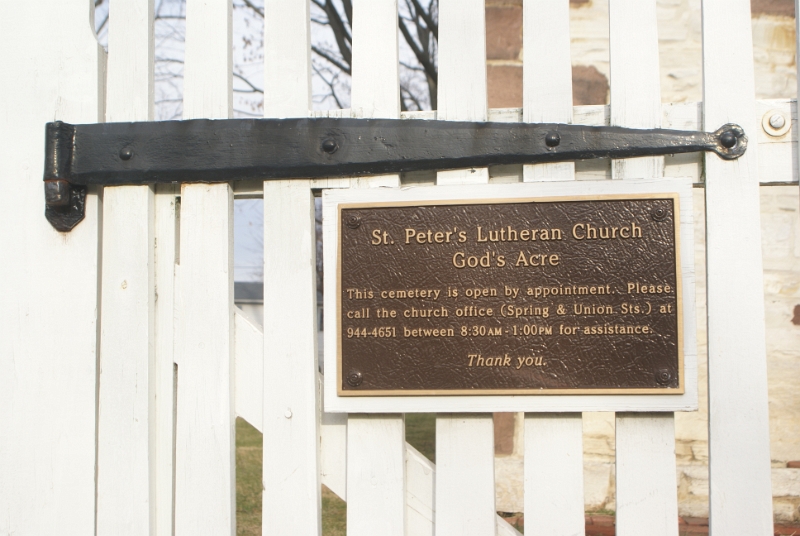 St. Peter's Lutheran Church
God's Acre
This cemetery is open by appointment. Please
call the church office (Spring & Union Sts.) at
944-4651 between 8:30AM - 1:00PM for assistance.
Thank you.